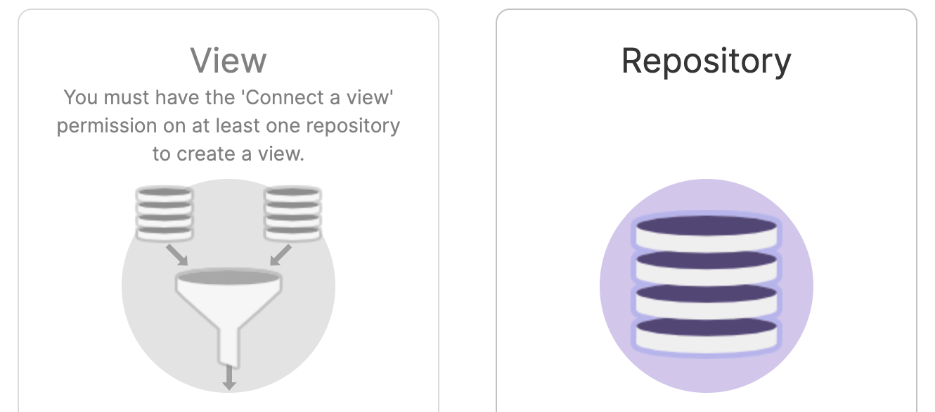 View
You must have the 'Connect a view'
permission on at least one repository
to create a view.
Repository